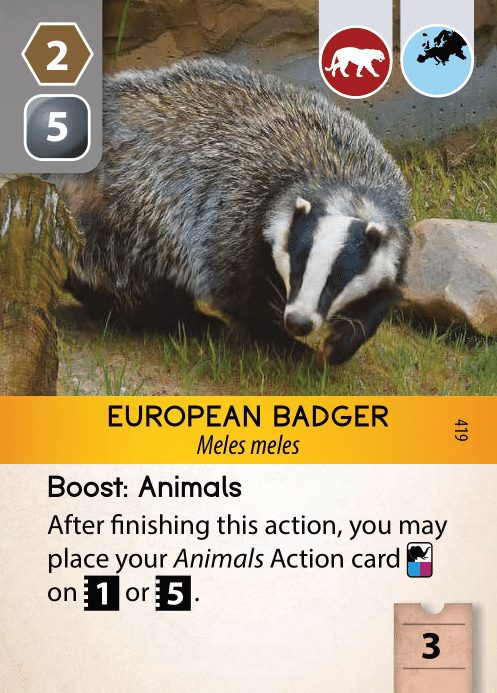 2
5
EUROPEAN BADGER
Meles meles
419
Boost: Animals
After finishing this action, you may
place your Animals Action card
on 1 or 5.
3